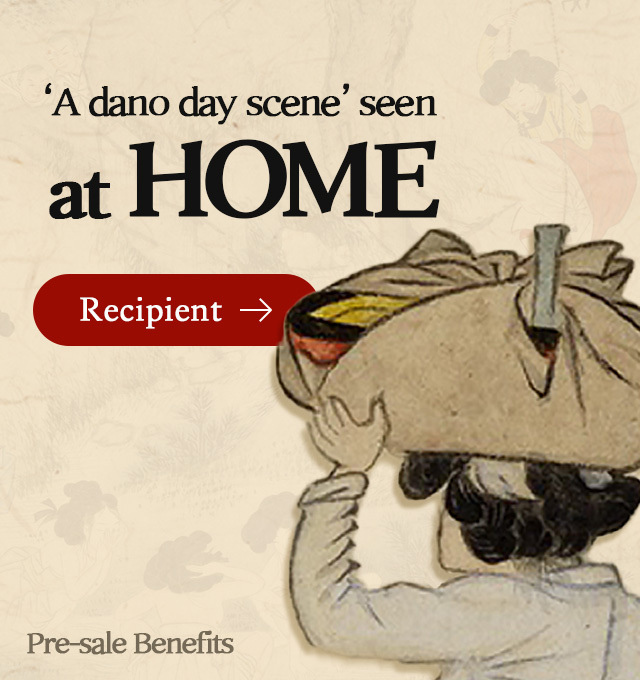 ‘A dano day scene’ seen
at HOME
Recipient →
Pre-sale Benefits